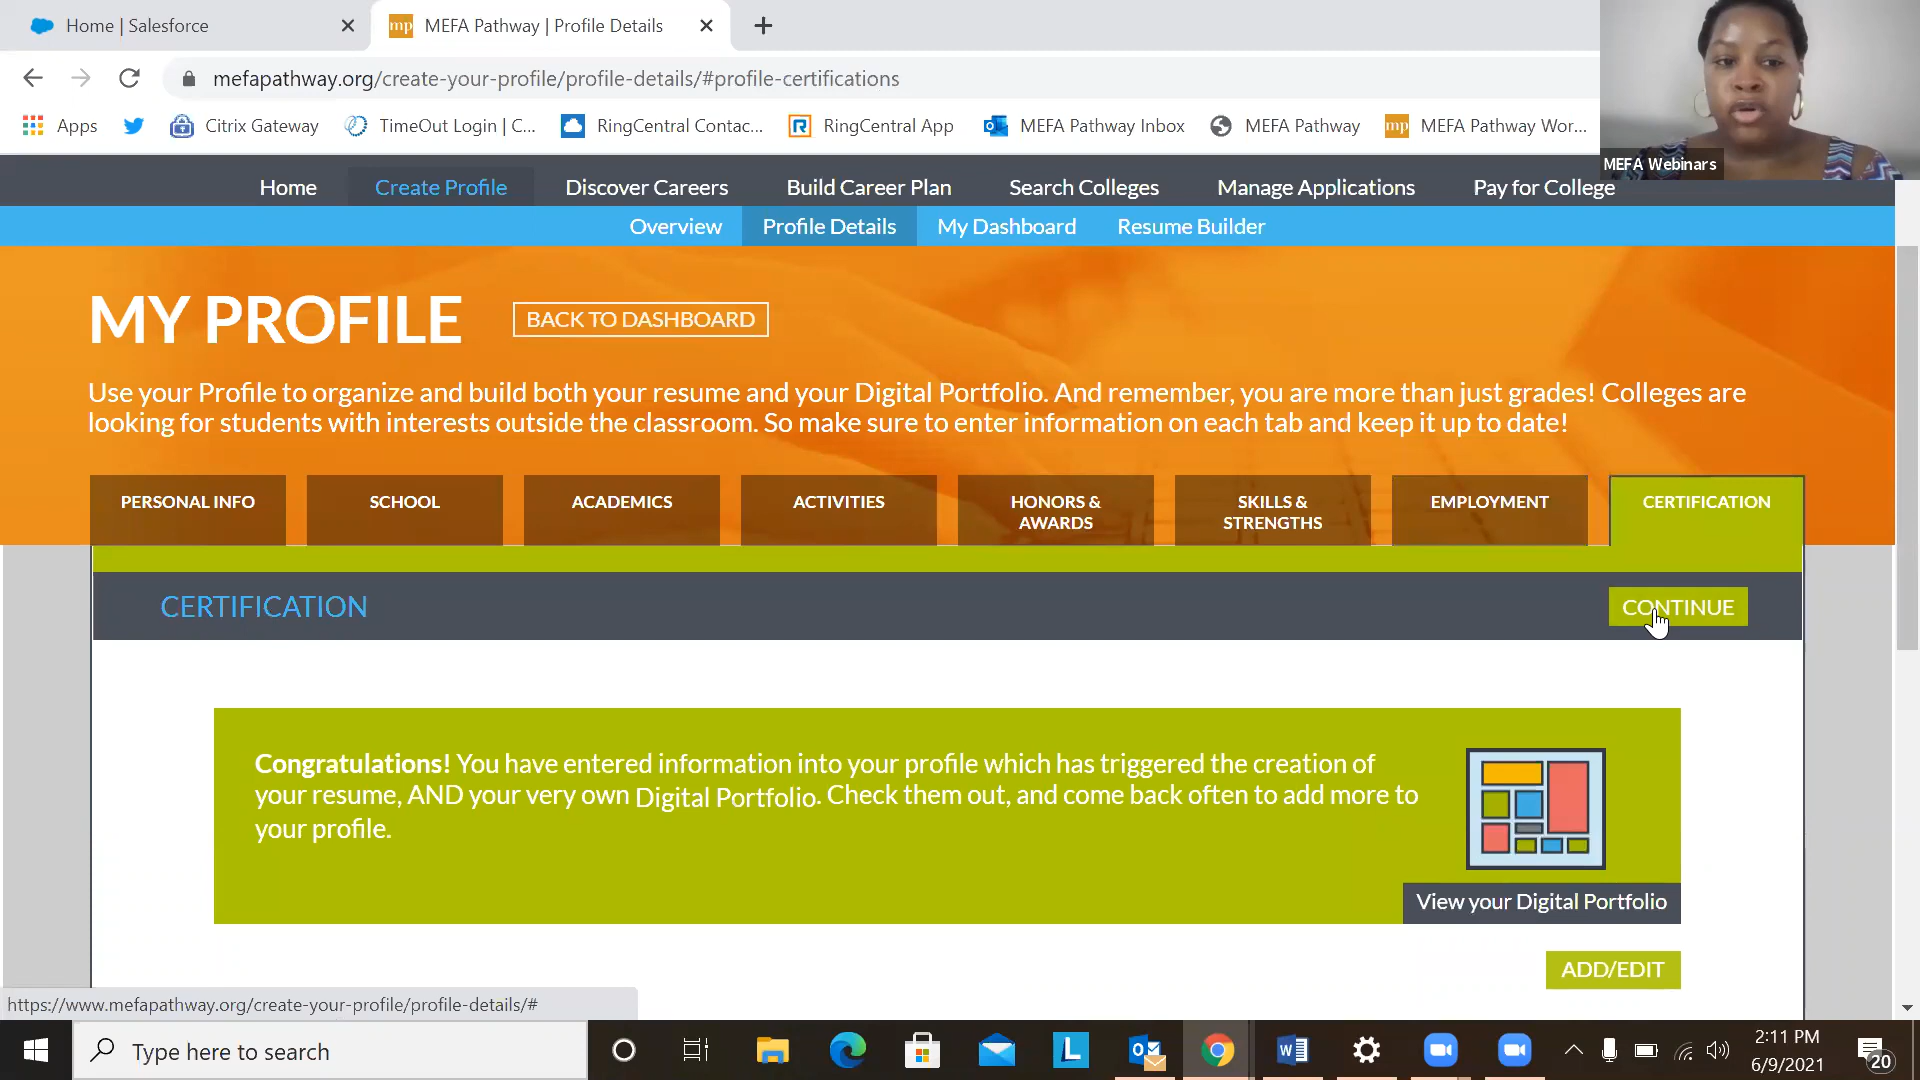 Home | Salesforce
mp MEFA Pathway | Profile Details
mefapathway.org/create-your-profile/profile-details/#profile-certifications
Apps Citrix Gateway TimeOut Login | C... RingCentral Contac... RingCentral App MEFA Pathway Inbox MEFA Pathway mp MEFA Pathway Wor...
MEFA Webinars
Home Create Profile Discover Careers Build Career Plan Search Colleges Manage Applications Pay for College
Overview Profile Details My Dashboard Resume Builder
MY PROFILE BACK TO DASHBOARD
Use your Profile to organize and build both your resume and your Digital Portfolio. And remember, you are more than just grades! Colleges are
looking for students with interests outside the classroom. So make sure to enter information on each tab and keep it up to date!
PERSONAL INFO SCHOOL ACADEMICS ACTIVITIES HONORS & AWARDS SKILLS & STRENGTHS EMPLOYMENT CERTIFICATION
CERTIFICATION CONTINUE
Congratulations! You have entered information into your profile which has triggered the creation of
your resume, AND your very own Digital Portfolio. Check them out, and come back often to add more to
your profile.
View your Digital Portfolio
ADD/EDIT
https://www.mefapathway.org/create-your-profile/profile-details/#
Type here to search
2:11 PM
6/9/2021
20